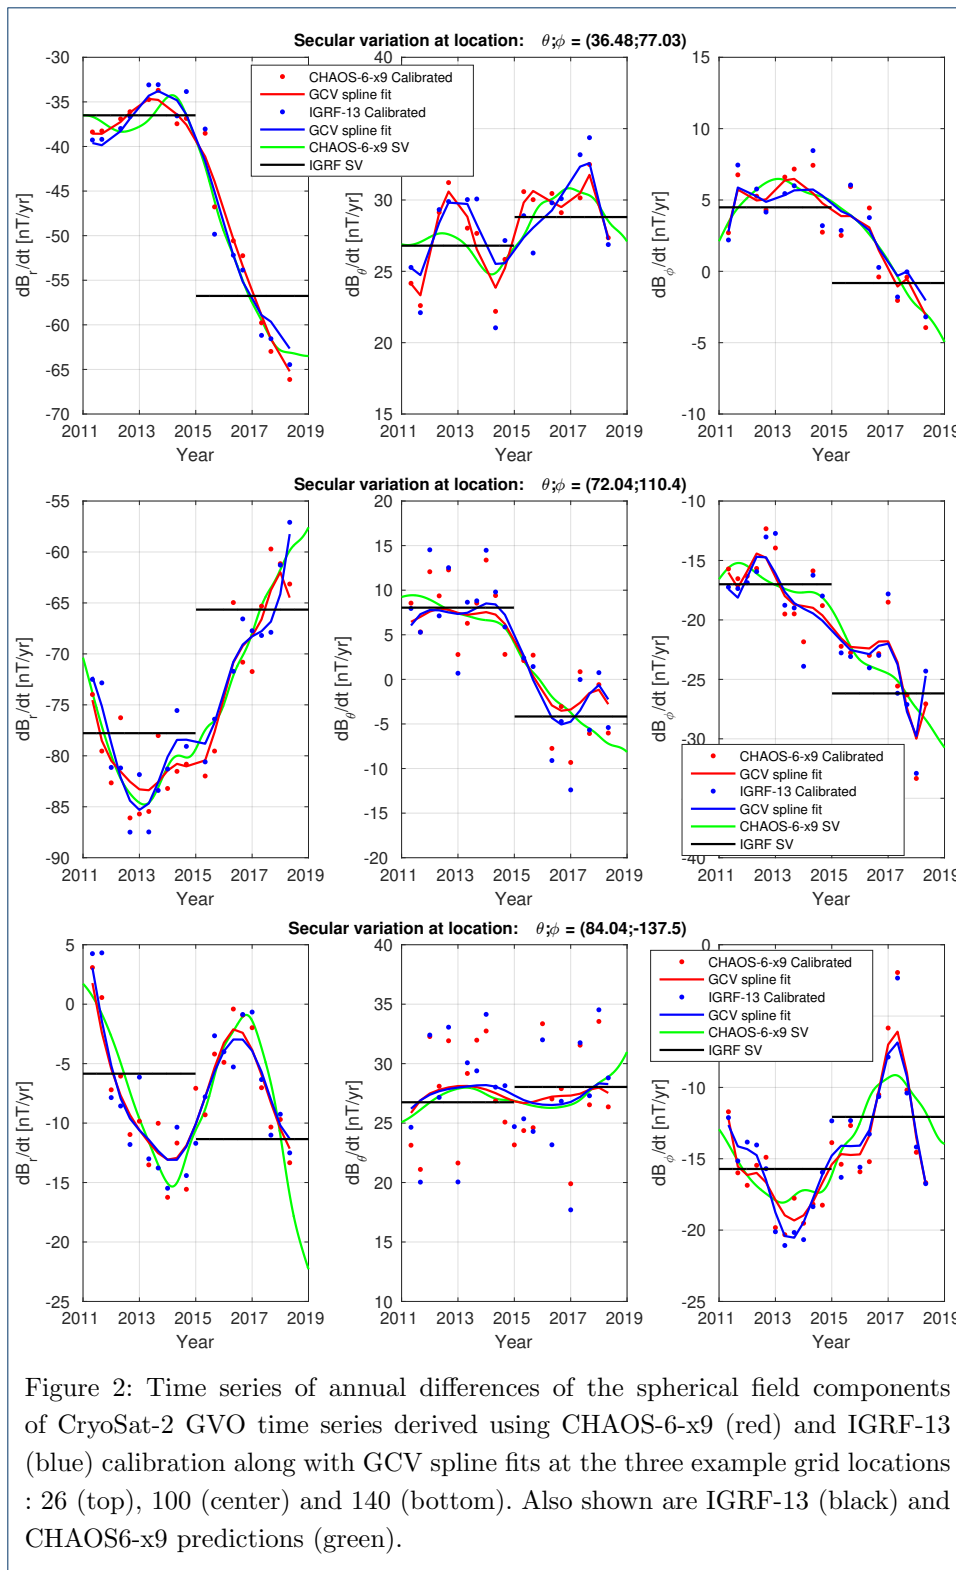 Secular variation at location: θ;ϕ = (36.48;77.03)
-30
-35
-40
-45
-50
-55
-60
-65
-70
2011 2013 2015 2017 2019
Year
dB_r/dt [nT/yr]
CHAOS-6-x9 Calibrated
GCV spline fit
IGRF-13 Calibrated
GCV spline fit
CHAOS-6-x9 SV
IGRF SV
40
30
25
20
15
2011 2013 2015 2017 2019
Year
dB_θ/dt [nT/yr]
15
10
5
0
-5
-10
2011 2013 2015 2017 2019
Year
dB_ϕ/dt [nT/yr]
Secular variation at location: θ;ϕ = (72.04;110.4)
-55
-60
-65
-70
-75
-80
-85
-90
2011 2013 2015 2017 2019
Year
dB_r/dt [nT/yr]
20
15
10
5
0
-5
-10
-15
-20
2011 2013 2015 2017 2019
Year
dB_θ/dt [nT/yr]
-10
-15
-20
-25
-30
-40
2011 2013 2015 2017 2019
Year
dB_ϕ/dt [nT/yr]
CHAOS-6-x9 Calibrated
GCV spline fit
IGRF-13 Calibrated
GCV spline fit
CHAOS-6-x9 SV
IGRF SV
Secular variation at location: θ;ϕ = (84.04;-137.5)
5
0
-5
-10
-15
-20
-25
2011 2013 2015 2017 2019
Year
dB_r/dt [nT/yr]
40
35
30
25
20
15
10
2011 2013 2015 2017 2019
Year
dB_θ/dt [nT/yr]
0
-10
-15
-20
-25
2011 2013 2015 2017 2019
Year
dB_ϕ/dt [nT/yr]
CHAOS-6-x9 Calibrated
GCV spline fit
IGRF-13 Calibrated
GCV spline fit
CHAOS-6-x9 SV
IGRF SV
Figure 2: Time series of annual differences of the spherical field components
of CryoSat-2 GVO time series derived using CHAOS-6-x9 (red) and IGRF-13
(blue) calibration along with GCV spline fits at the three example grid locations
: 26 (top), 100 (center) and 140 (bottom). Also shown are IGRF-13 (black) and
CHAOS6-x9 predictions (green).